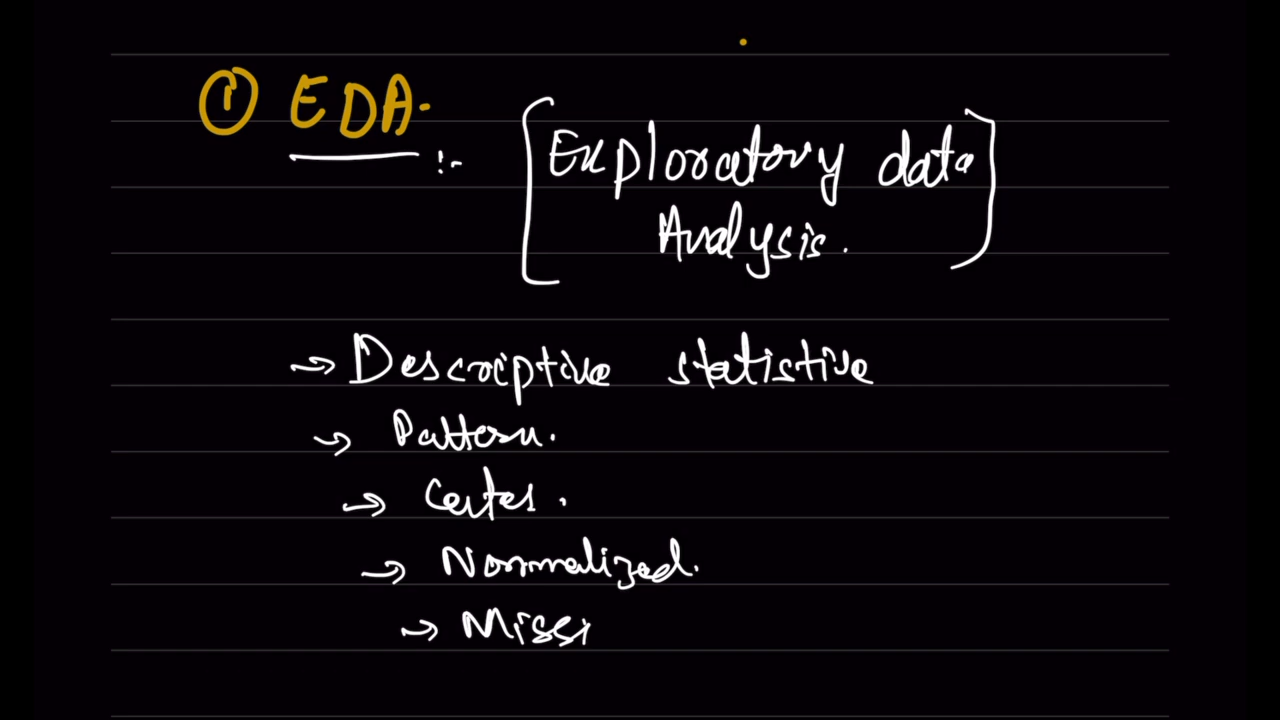 ① EDA. :- [Exploratory data
Analysis.]
→ Descriptive statistive
→ Pattern.
→ Center.
→ Normalized.
→ Missi